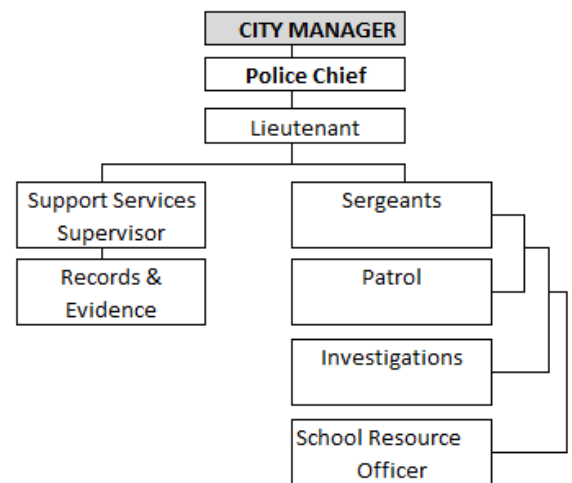 CITY MANAGER
Police Chief
Lieutenant
Support Services
Supervisor
Records &
Evidence
Sergeants
Patrol
Investigations
School Resource
Officer